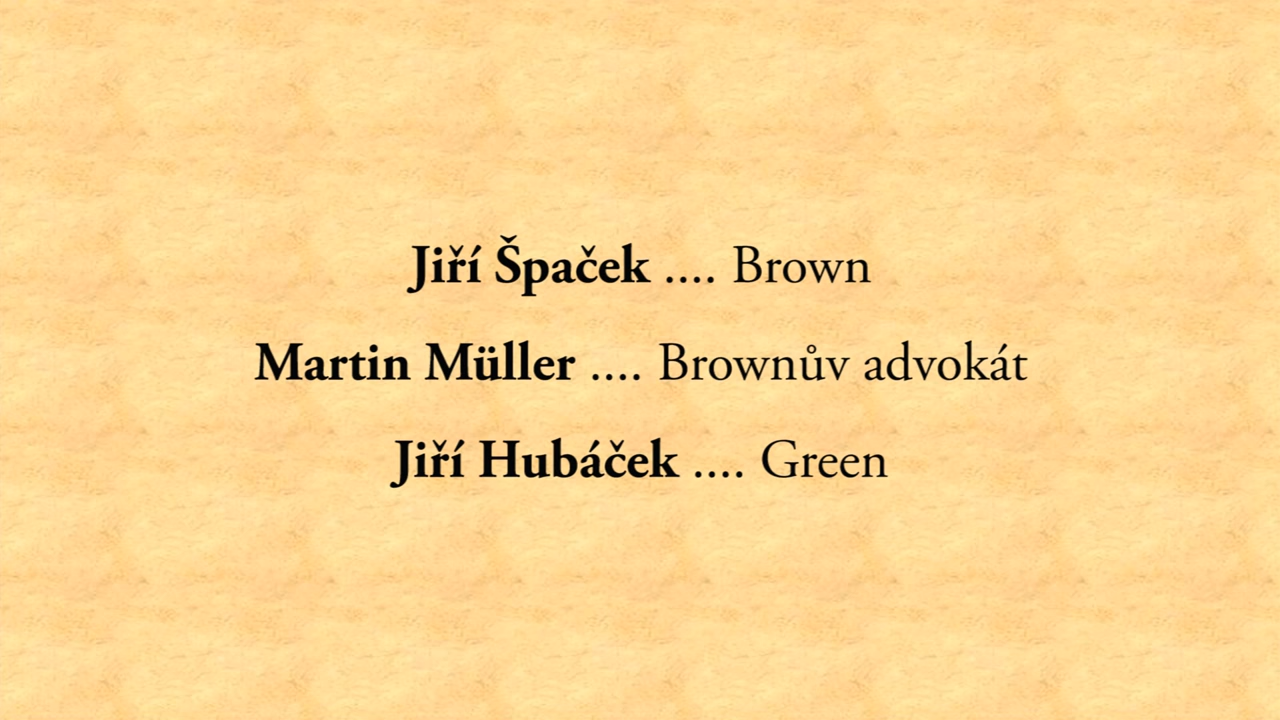 Jiří Špaček .... Brown
Martin Müller .... Brownův advokát
Jiří Hubáček .... Green